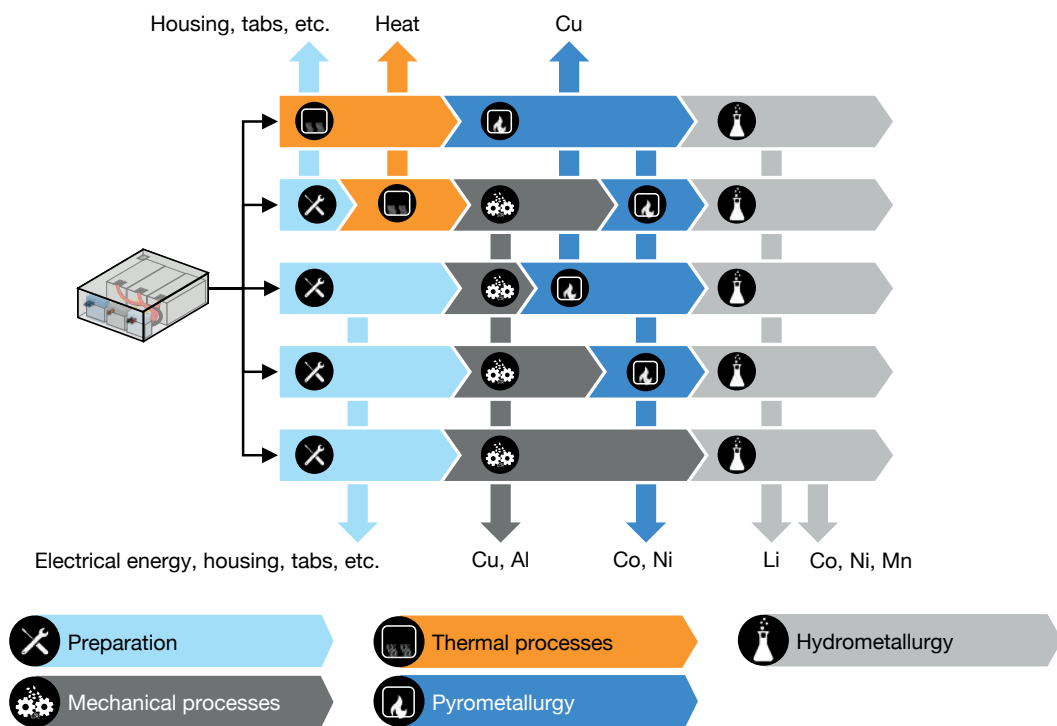 Housing, tabs, etc. Heat Cu
Electrical energy, housing, tabs, etc. Cu, Al Co, Ni Li Co, Ni, Mn
Preparation Thermal processes Hydrometallurgy
Mechanical processes Pyrometallurgy